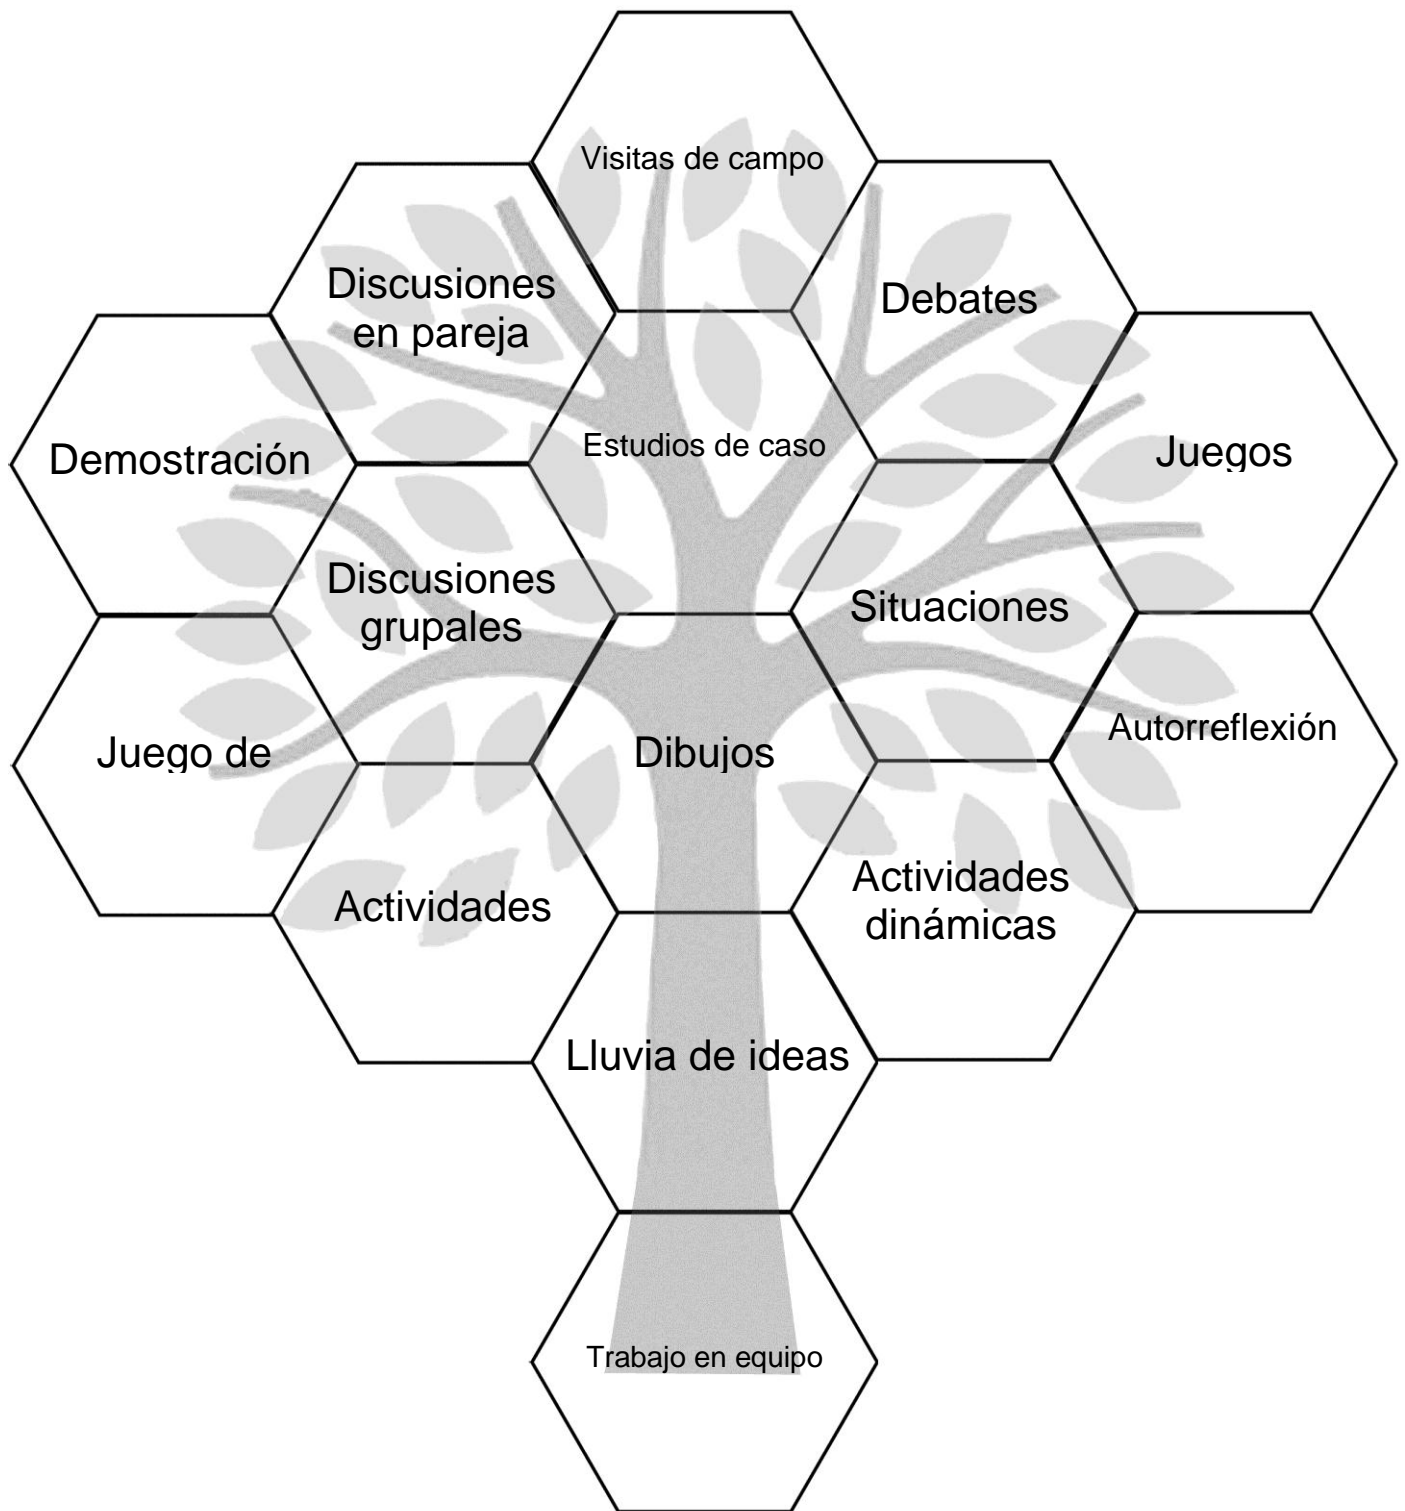 Visitas de campo
Discusiones
en pareja
Debates
Demostración
Estudios de caso
Juegos
Discusiones
grupales
Situaciones
Juego de
Dibujos
Autorreflexión
Actividades
Actividades
dinámicas
Lluvia de ideas
Trabajo en equipo